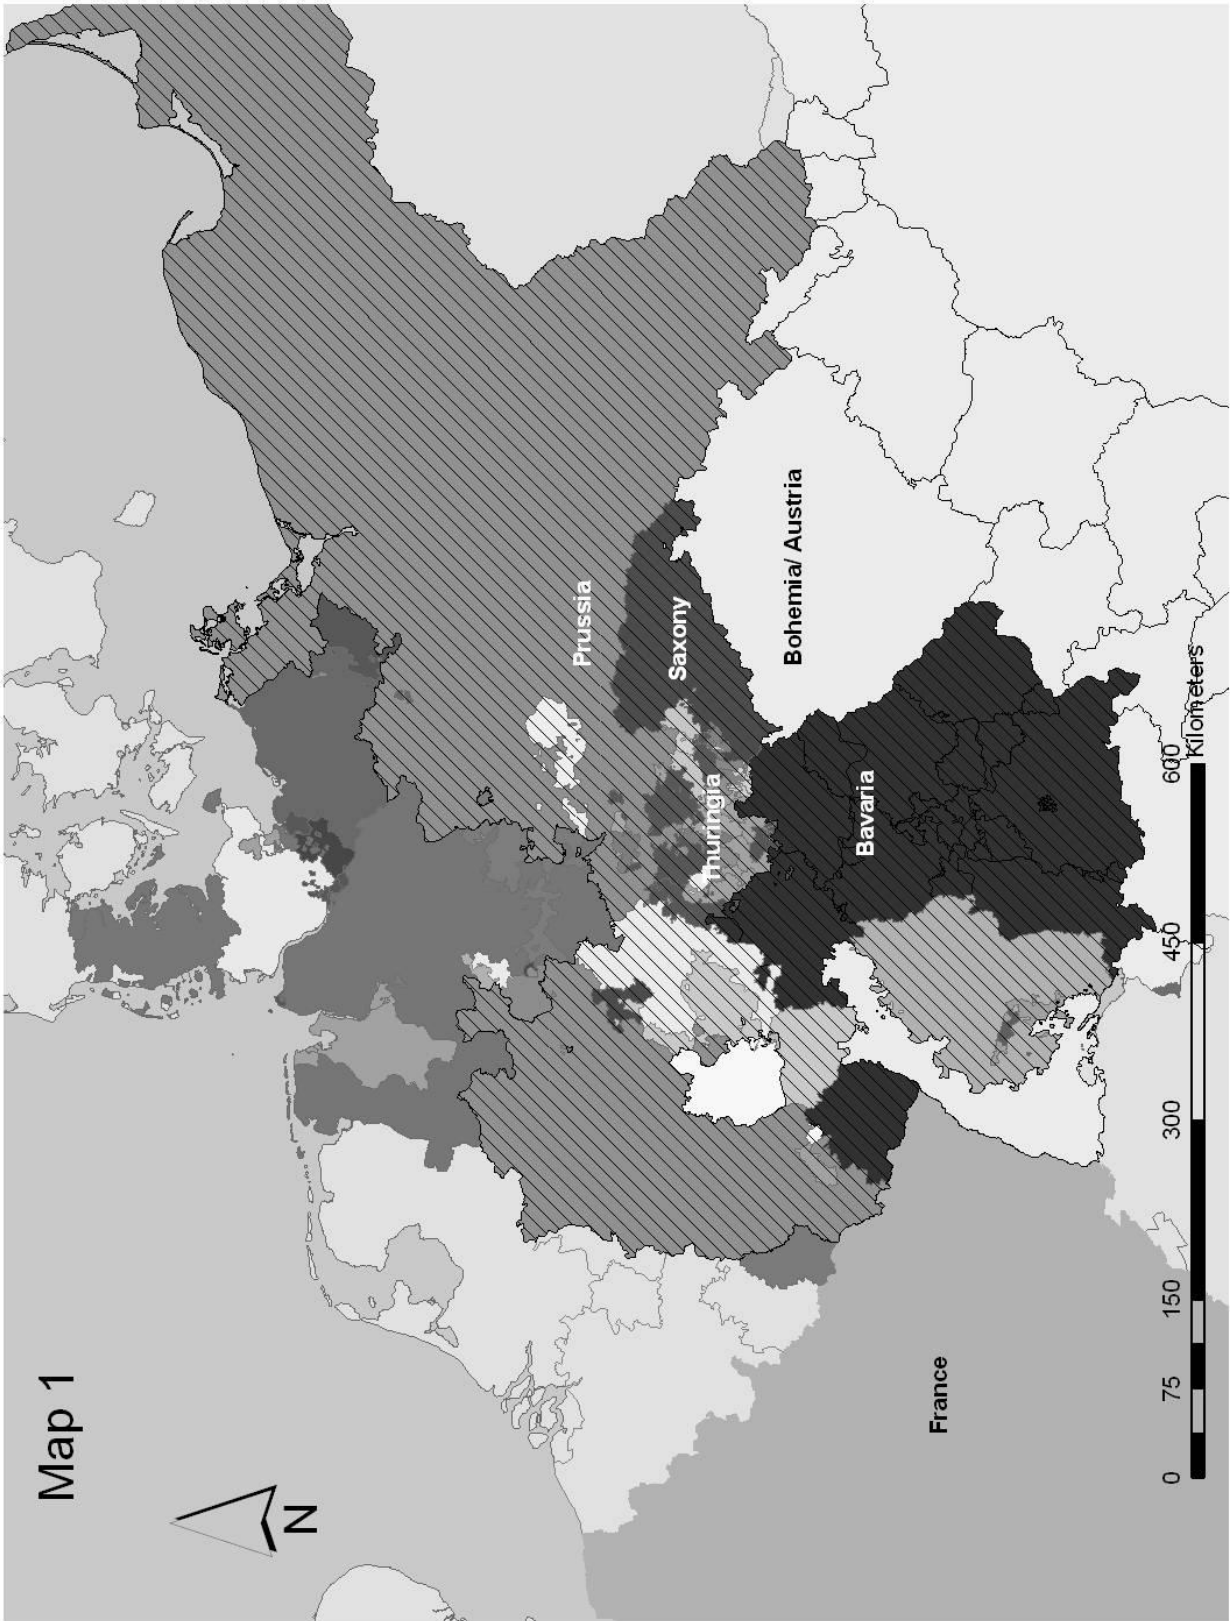 Map 1
N
Prussia
Saxony
Thuringia
Bohemia/ Austria
Bavaria
France
0 75 150 300 450 600
Kilometers